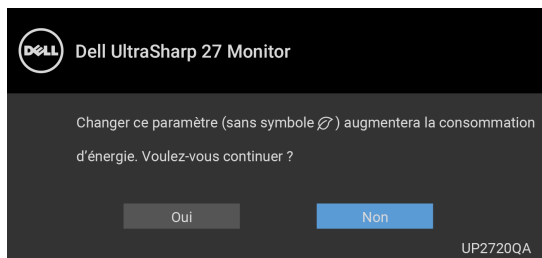 DELL Dell UltraSharp 27 Monitor
Changer ce paramètre (sans symbole ) augmentera la consommation
d’énergie. Voulez-vous continuer ?
Oui Non
UP2720QA